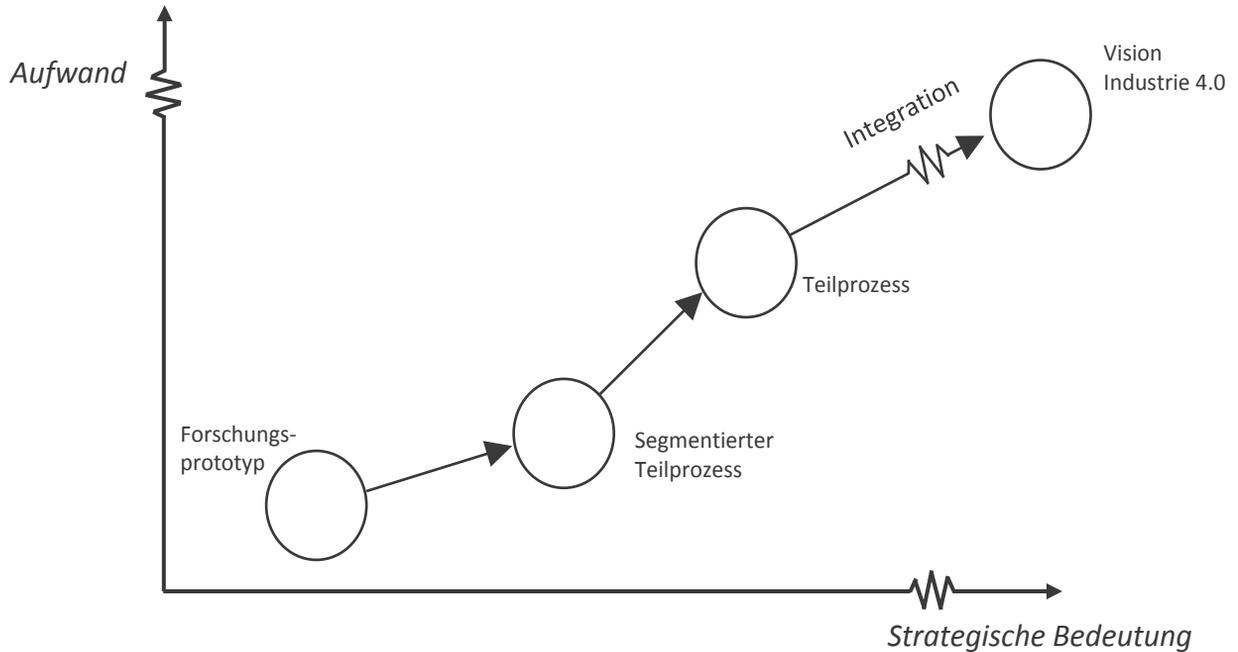 Aufwand
Vision
Industrie 4.0
Integration
Teilprozess
Forschungs-
prototyp
Segmentierter
Teilprozess
Strategische Bedeutung